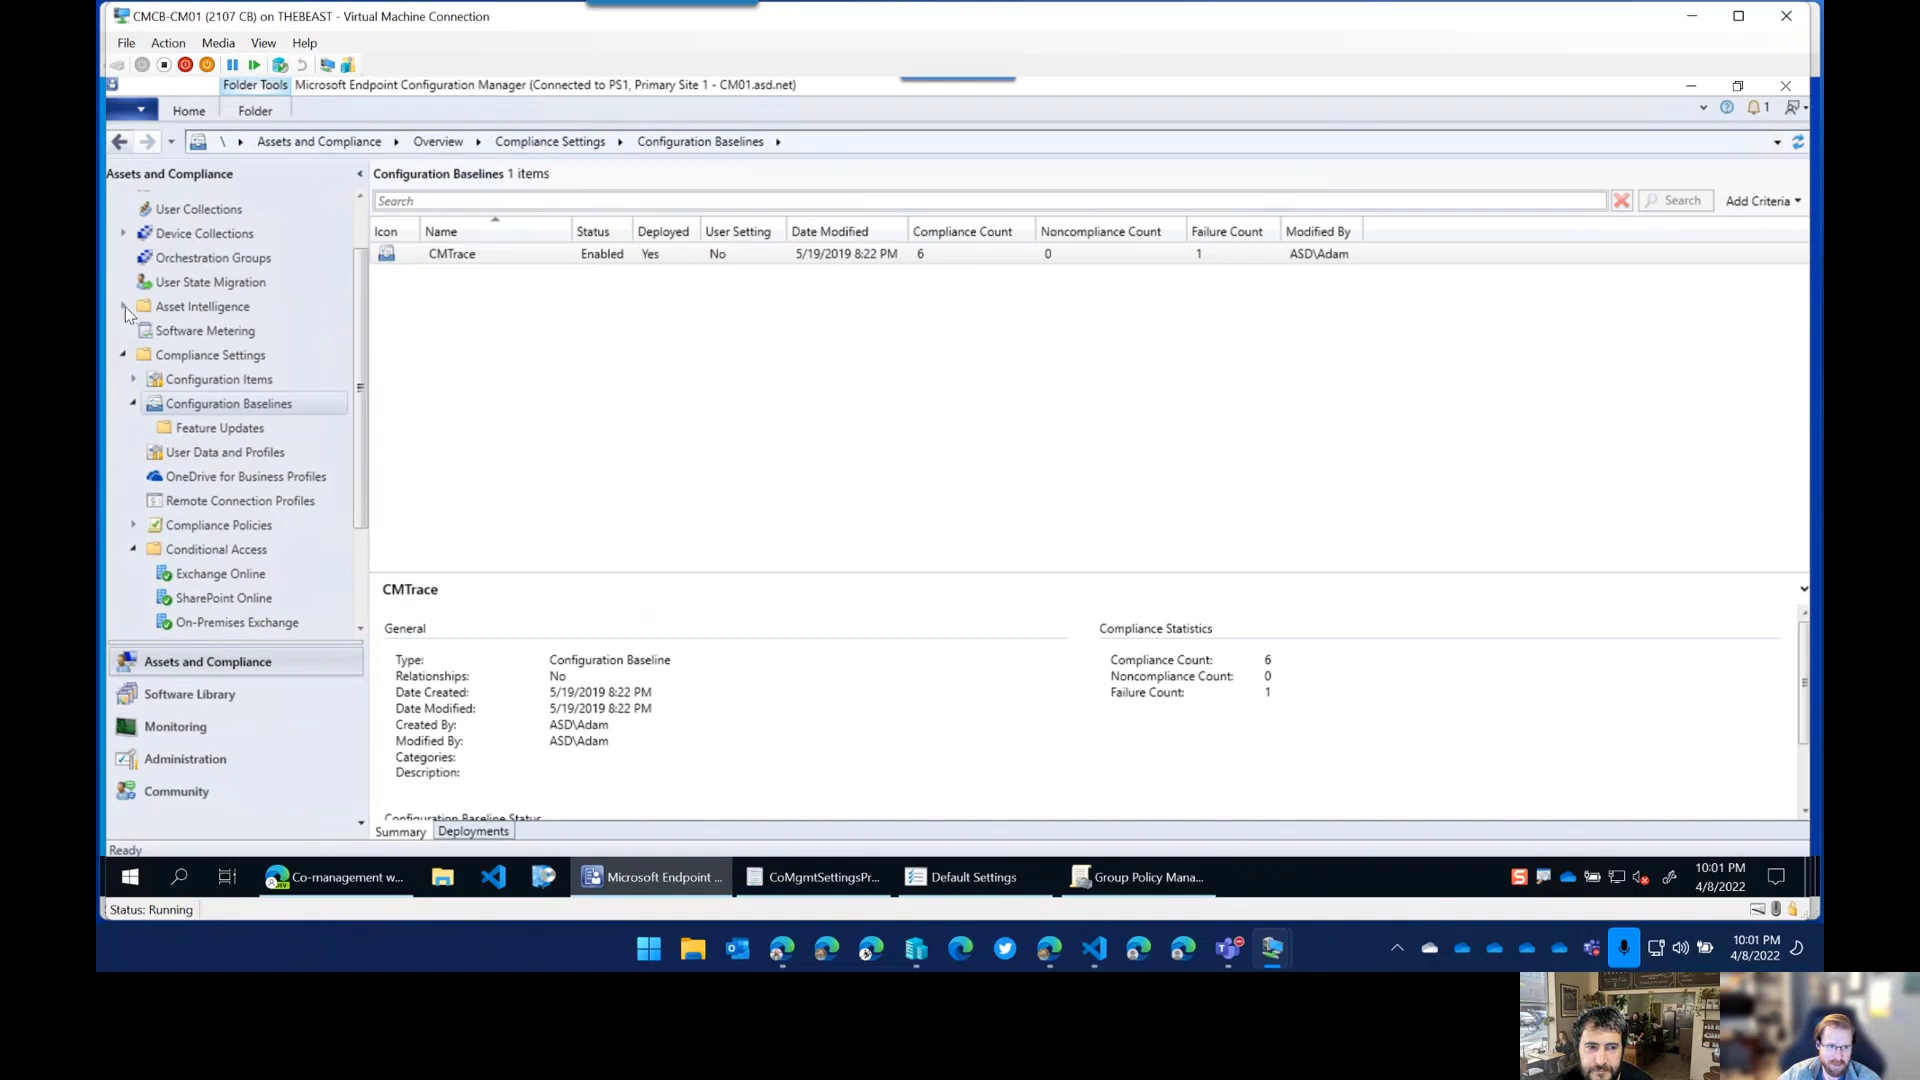 CMCB-CM01 (2107 CB) on THEBEAST - Virtual Machine Connection
File Action Media View Help
Folder Tools Microsoft Endpoint Configuration Manager (Connected to PS1, Primary Site 1 - CM01.asd.net)
Home Folder
1
\ Assets and Compliance Overview Compliance Settings Configuration Baselines
Assets and Compliance
User Collections
Device Collections
Orchestration Groups
User State Migration
Asset Intelligence
Software Metering
Compliance Settings
Configuration Items
Configuration Baselines
Feature Updates
User Data and Profiles
OneDrive for Business Profiles
Remote Connection Profiles
Compliance Policies
Conditional Access
Exchange Online
SharePoint Online
On-Premises Exchange
Assets and Compliance
Software Library
Monitoring
Administration
Community
Configuration Baselines 1 items
Search Search Add Criteria
Icon Name Status Deployed User Setting Date Modified Compliance Count Noncompliance Count Failure Count Modified By
CMTrace Enabled Yes No 5/19/2019 8:22 PM 6 0 1 ASD\Adam
CMTrace
General
Type: Configuration Baseline
Relationships: No
Date Created: 5/19/2019 8:22 PM
Date Modified: 5/19/2019 8:22 PM
Created By: ASD\Adam
Modified By: ASD\Adam
Categories:
Description:
Configuration Baseline Status
Compliance Statistics
Compliance Count: 6
Noncompliance Count: 0
Failure Count: 1
Summary Deployments
Ready
Co-management w... Microsoft Endpoint ... CoMgmtSettingsPr... Default Settings Group Policy Mana...
10:01 PM
4/8/2022
Status: Running
10:01 PM
4/8/2022